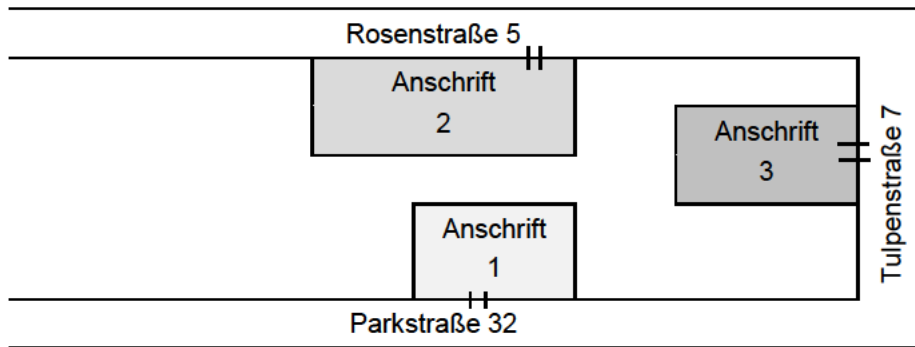 Rosenstraße 5
Anschrift
2
Anschrift
3
Tulpenstraße 7
Anschrift
1
Parkstraße 32